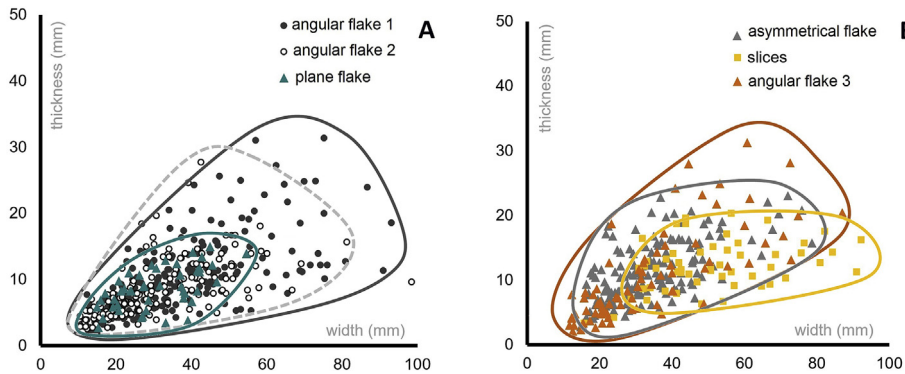 50
40
30
20
10
0
0 20 40 60 80 100
thickness (mm)
width (mm)
angular flake 1
angular flake 2
plane flake
A
50
40
30
20
10
0
0 20 40 60 80 100
thickness (mm)
width (mm)
asymmetrical flake
slices
angular flake 3